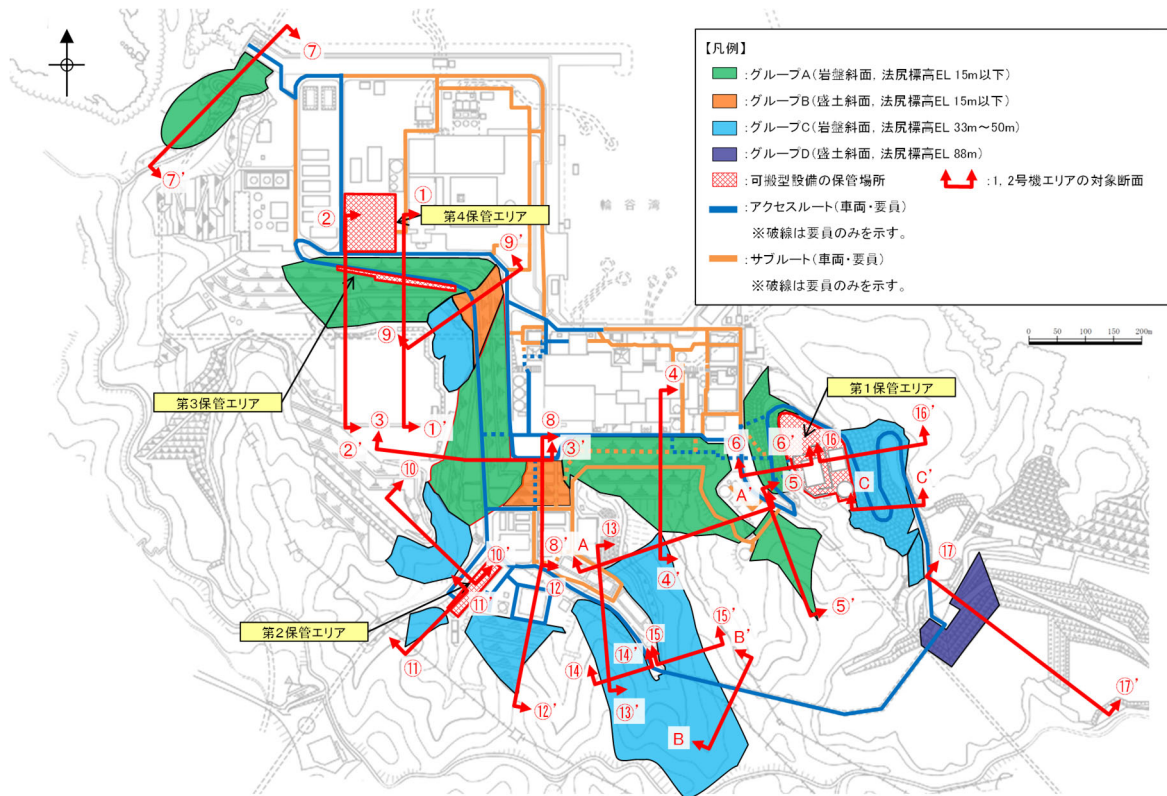 【凡例】
:グループA(岩盤斜面, 法尻標高EL 15m以下)
:グループB(盛土斜面, 法尻標高EL 15m以下)
:グループC(岩盤斜面, 法尻標高EL 33m~50m)
:グループD(盛土斜面, 法尻標高EL 88m)
:可搬型設備の保管場所
:1, 2号機エリアの対象断面
:アクセスルート(車両・要員)
※破線は要員のみを示す。
:サブルート(車両・要員)
※破線は要員のみを示す。
0 50 100 150 200m
⑦
⑦'
①
②
第4保管エリア
輪谷湾
⑨'
⑨
④
第3保管エリア
第1保管エリア
①'
②'
③
⑧
③'
⑥
⑥'
⑯
⑯'
⑩
A'
⑤
C
C'
⑬
A
⑧'
⑩'
⑫
④'
⑰
⑪'
⑤'
第2保管エリア
⑮'
⑮
B'
⑪
⑭'
⑭
⑬'
⑫'
B
⑰'